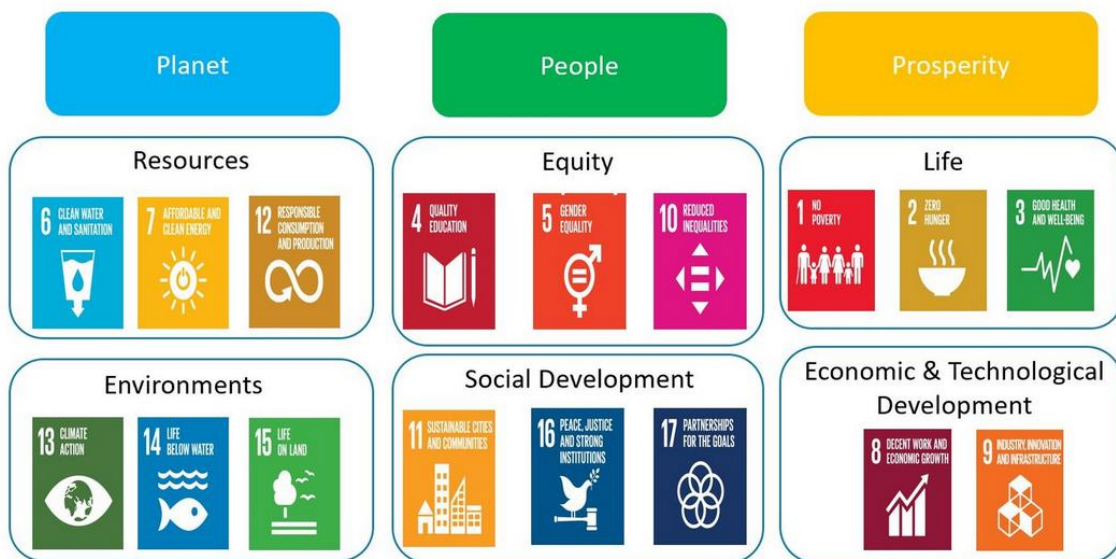 Planet
People
Prosperity
Resources
6 CLEAN WATER
AND SANITATION
7 AFFORDABLE AND
CLEAN ENERGY
12 RESPONSIBLE
CONSUMPTION
AND PRODUCTION
Equity
4 QUALITY
EDUCATION
5 GENDER
EQUALITY
10 REDUCED
INEQUALITIES
Life
1 NO
POVERTY
2 ZERO
HUNGER
3 GOOD HEALTH
AND WELL-BEING
Environments
13 CLIMATE
ACTION
14 LIFE
BELOW WATER
15 LIFE
ON LAND
Social Development
11 SUSTAINABLE CITIES
AND COMMUNITIES
16 PEACE, JUSTICE
AND STRONG
INSTITUTIONS
17 PARTNERSHIPS
FOR THE GOALS
Economic & Technological
Development
8 DECENT WORK AND
ECONOMIC GROWTH
9 INDUSTRY, INNOVATION
AND INFRASTRUCTURE